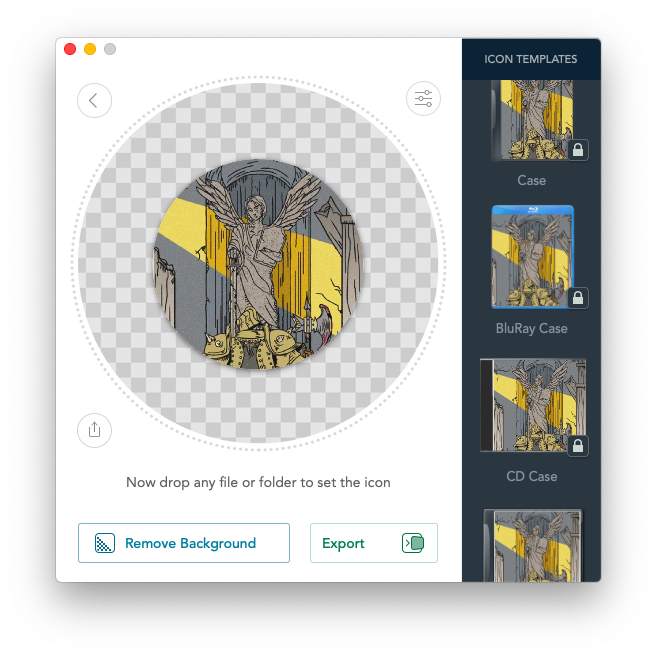 ICON TEMPLATES
Case
BluRay Case
CD Case
Now drop any file or folder to set the icon
Remove Background
Export